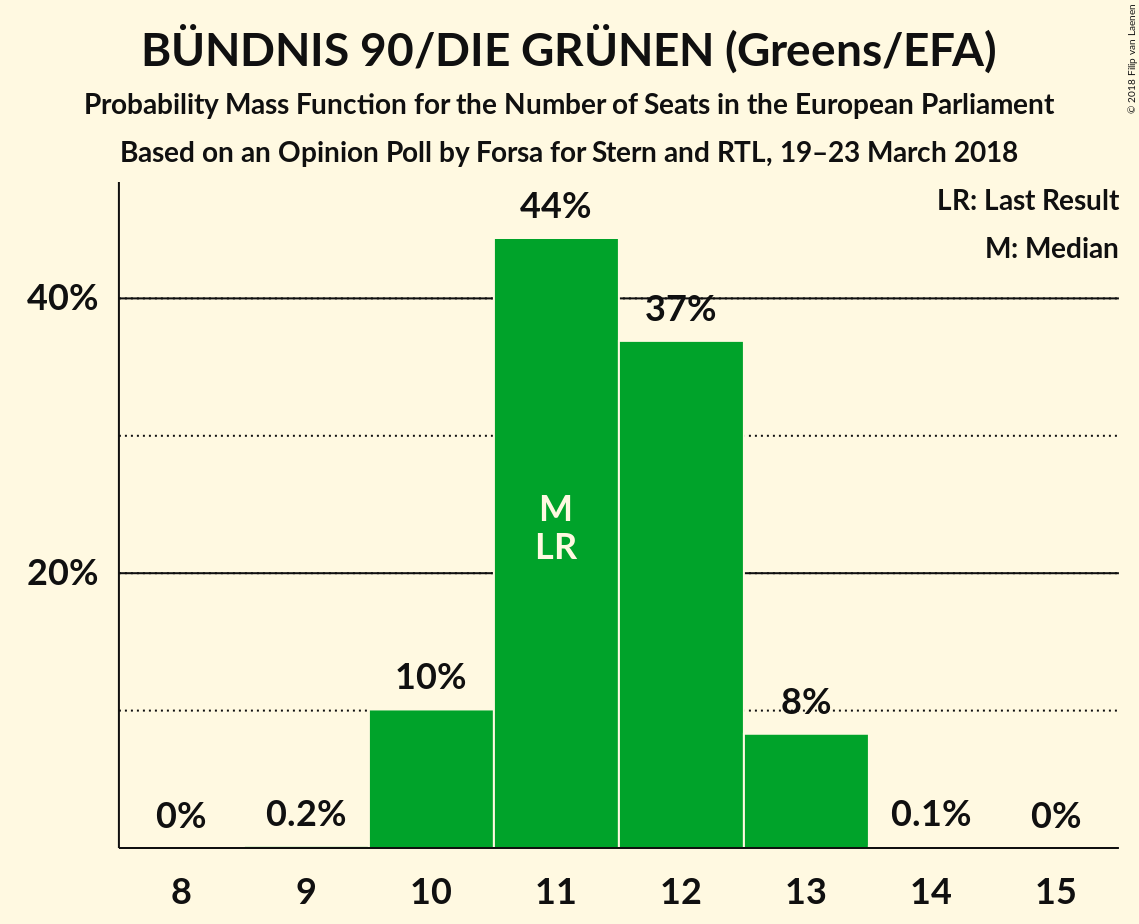 BÜNDNIS 90/DIE GRÜNEN (Greens/EFA)
Probability Mass Function for the Number of Seats in the European Parliament
Based on an Opinion Poll by Forsa for Stern and RTL, 19–23 March 2018
© 2018 Filip van Laenen
LR: Last Result
M: Median
40%
20%
0%
0.2%
10%
44%
37%
8%
0.1%
0%
M
LR
8 9 10 11 12 13 14 15